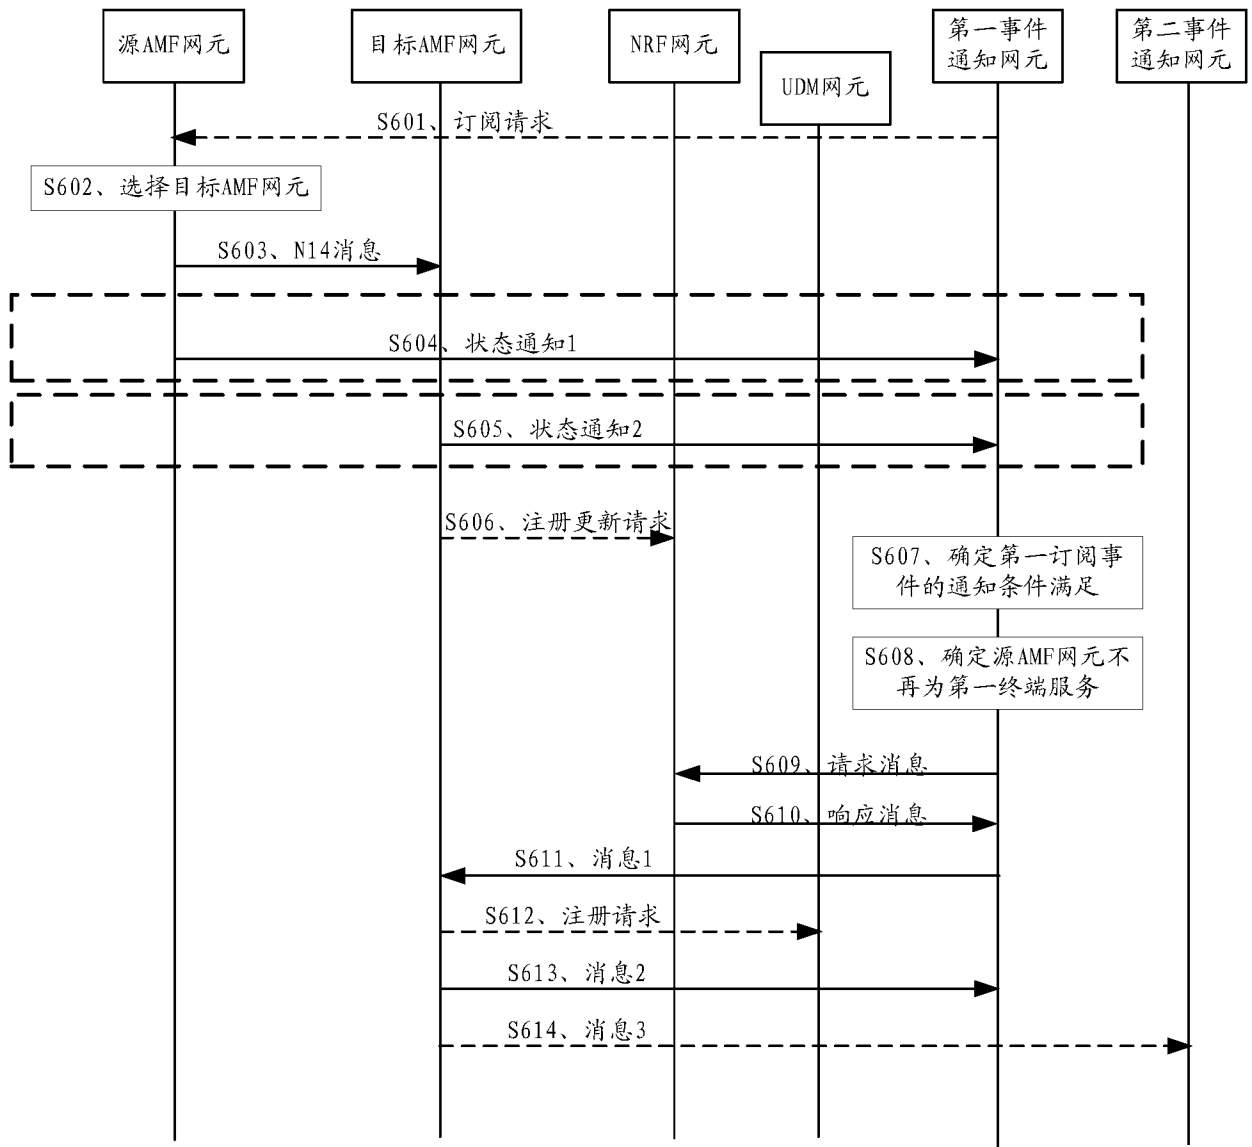 源AMF网元
目标AMF网元
NRF网元
UDM网元
第一事件
通知网元
第二事件
通知网元
S601、订阅请求
S602、选择目标AMF网元
S603、N14消息
S604、状态通知1
S605、状态通知2
S606、注册更新请求
S607、确定第一订阅事
件的通知条件满足
S608、确定源AMF网元不
再为第一终端服务
S609、请求消息
S610、响应消息
S611、消息1
S612、注册请求
S613、消息2
S614、消息3